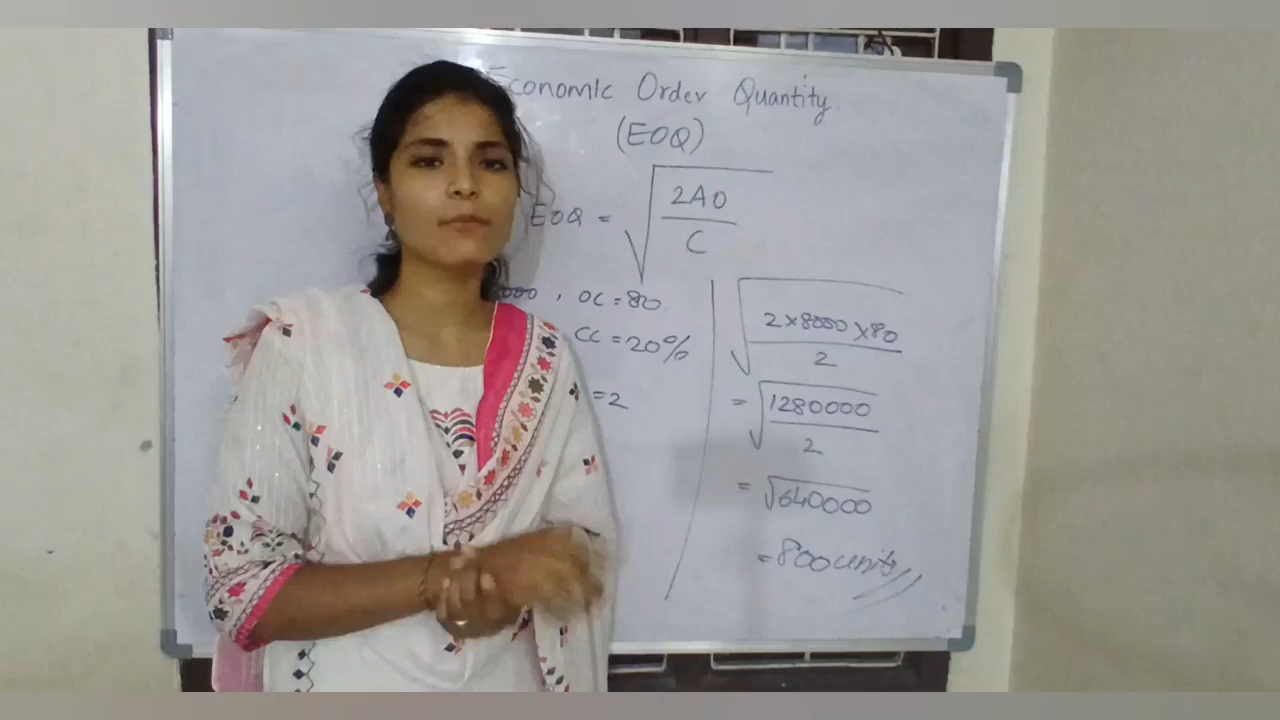 Economic Order Quantity.
(EOQ)
EOQ = √ 2AO
C
000 , OC = 80
CC = 20%
= 2
√ 2 × 8000 × 80
2
= √ 1280000
2
= √640000
= 800 units //